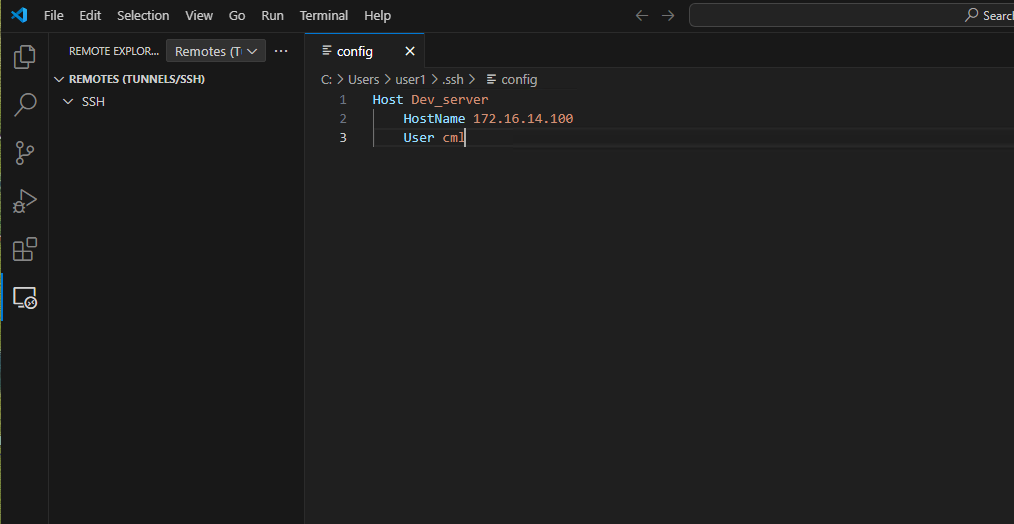 File Edit Selection View Go Run Terminal Help
REMOTE EXPLOR... Remotes (T
REMOTES (TUNNELS/SSH)
SSH
config
C: > Users > user1 > .ssh > config
1 Host Dev_server
2 HostName 172.16.14.100
3 User cml